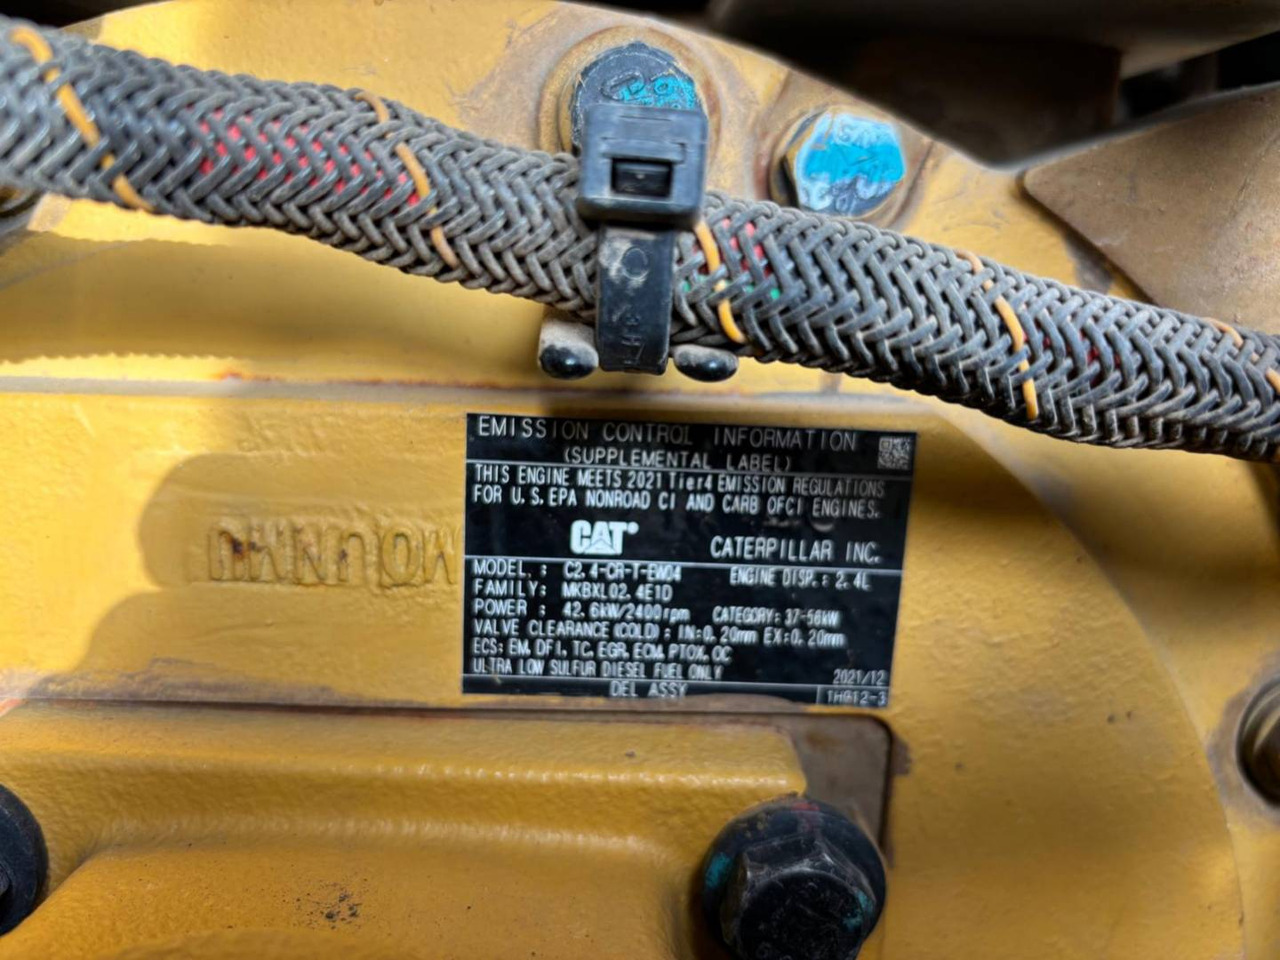 EMISSION CONTROL INFORMATION
(SUPPLEMENTAL LABEL)
THIS ENGINE MEETS 2021 Tier4 EMISSION REGULATIONS
FOR U.S.EPA NONROAD CI AND CARB OFCI ENGINES.
CAT®
CATERPILLAR INC.
MODEL. : C2.4-CR-T-EW04 ENGINE DISP.: 2.4L
FAMILY: MKBXL02.4E1D
POWER : 42.6kW/2400rpm CATEGORY: 37-56kW
VALVE CLEARANCE(COLD): IN:0.20mm EX:0.20mm
ECS: EM, DFI, TC, EGR, ECM, PTOX, OC
ULTRA LOW SULFUR DIESEL FUEL ONLY 2021/12
DEL ASSY